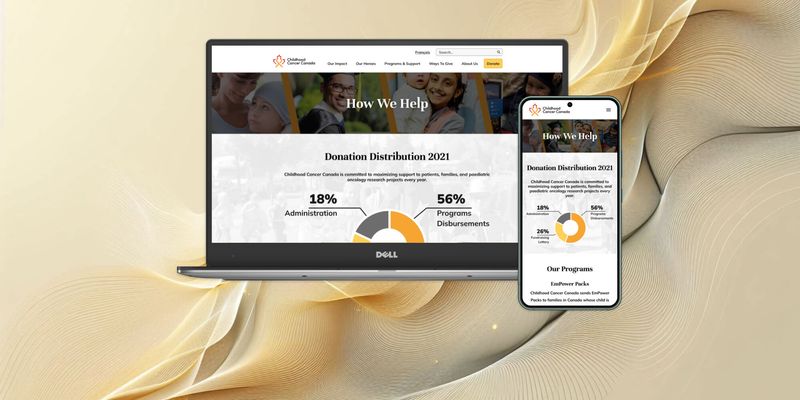 Français
Search...
Childhood
Cancer Canada
Our Impact Our Heroes Programs & Support Ways To Give About Us Donate
How We Help
Donation Distribution 2021
Childhood Cancer Canada is committed to maximizing support to patients, families, and paediatric
oncology research projects every year.
18%
Administration
56%
Programs
Disbursements
DELL
Childhood
Cancer Canada
How We Help
Donation Distribution 2021
Childhood Cancer Canada is committed to
maximizing support to patients, families, and
paediatric oncology research projects every
year.
18%
Administration
56%
Programs
Disbursements
26%
Fundraising
Lottery
Our Programs
EmPower Packs
Childhood Cancer Canada sends EmPower
Packs to families in Canada whose child is